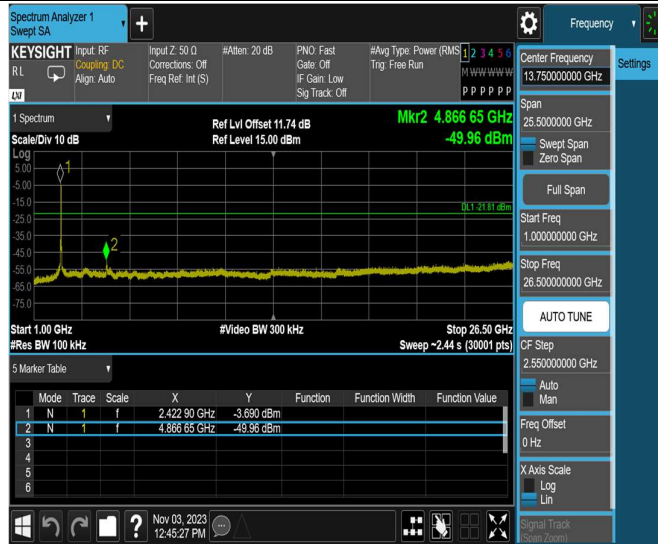 Spectrum Analyzer 1
Swept SA
+
Frequency
KEYSIGHT
Input: RF
Input Z: 50 Ω
#Atten: 20 dB
PNO: Fast
#Avg Type: Power (RMS
1 2 3 4 5 6
R L
Coupling: DC
Corrections: Off
Gate: Off
Trig: Free Run
M W W W W W
Align: Auto
Freq Ref: Int (S)
IF Gain: Low
Sig Track: Off
P P P P P P
LXI
1 Spectrum
Ref Lvl Offset 11.74 dB
Mkr2 4.866 65 GHz
Scale/Div 10 dB
Ref Level 15.00 dBm
-49.96 dBm
Log
5.00
-5.00
-15.0
-25.0
-35.0
-45.0
-55.0
-65.0
-75.0
1
2
DL1 -21.81 dBm
Start 1.00 GHz
#Video BW 300 kHz
Stop 26.50 GHz
#Res BW 100 kHz
Sweep ~2.44 s (30001 pts)
5 Marker Table
Mode Trace Scale X Y Function Function Width Function Value
1 N 1 f 2.422 90 GHz -3.690 dBm
2 N 1 f 4.866 65 GHz -49.96 dBm
3
4
5
6
?
Nov 03, 2023
12:45:27 PM
Center Frequency
13.750000000 GHz
Settings
Span
25.5000000 GHz
Swept Span
Zero Span
Full Span
Start Freq
1.000000000 GHz
Stop Freq
26.500000000 GHz
AUTO TUNE
CF Step
2.550000000 GHz
Auto
Man
Freq Offset
0 Hz
X Axis Scale
Log
Lin
Signal Track
(Span Zoom)